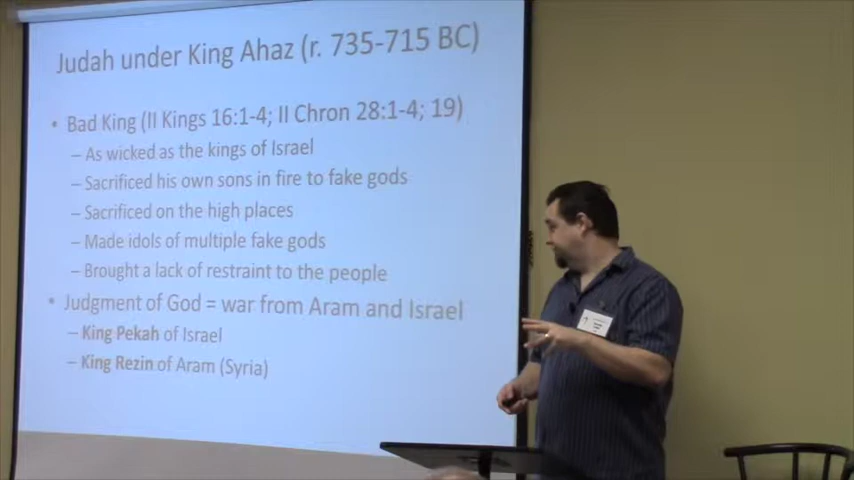 Judah under King Ahaz (r. 735-715 BC)
• Bad King (II Kings 16:1-4; II Chron 28:1-4; 19)
– As wicked as the kings of Israel
– Sacrificed his own sons in fire to fake gods
– Sacrificed on the high places
– Made idols of multiple fake gods
– Brought a lack of restraint to the people
• Judgment of God = war from Aram and Israel
– King Pekah of Israel
– King Rezin of Aram (Syria)